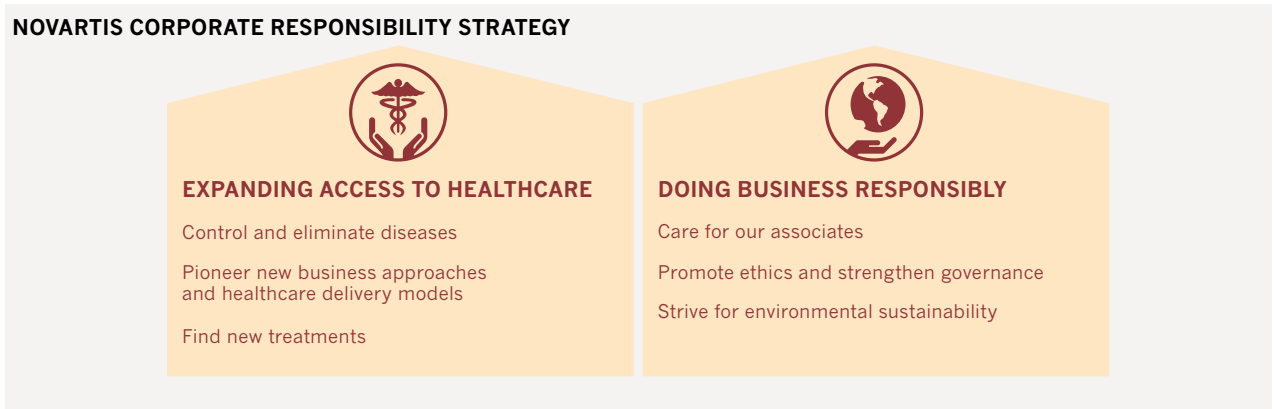 NOVARTIS CORPORATE RESPONSIBILITY STRATEGY
EXPANDING ACCESS TO HEALTHCARE
Control and eliminate diseases
Pioneer new business approaches
and healthcare delivery models
Find new treatments
DOING BUSINESS RESPONSIBLY
Care for our associates
Promote ethics and strengthen governance
Strive for environmental sustainability